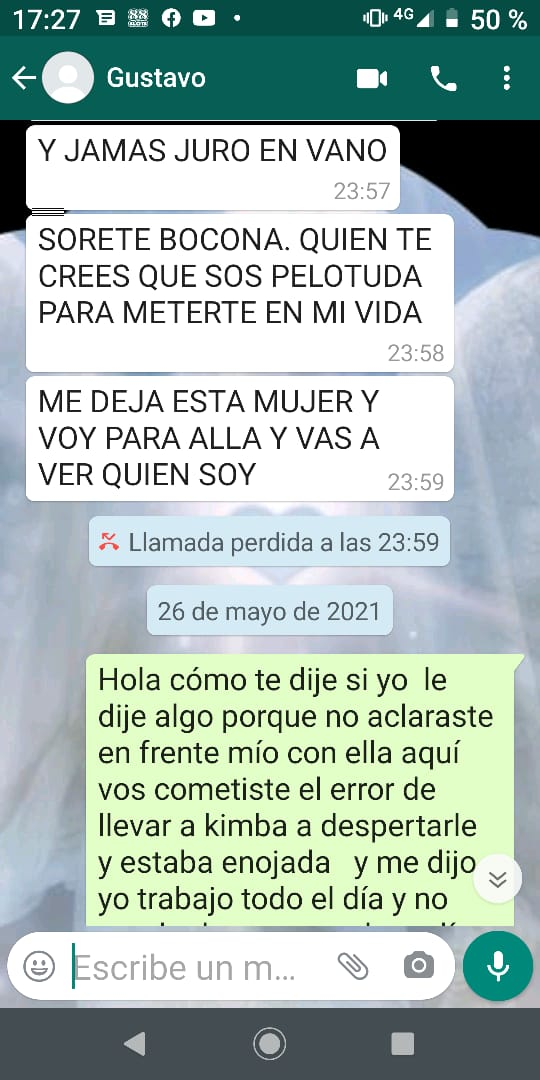 17:27
4G
50 %
Gustavo
Y JAMAS JURO EN VANO
23:57
SORETE BOCONA. QUIEN TE
CREES QUE SOS PELOTUDA
PARA METERTE EN MI VIDA
23:58
ME DEJA ESTA MUJER Y
VOY PARA ALLA Y VAS A
VER QUIEN SOY
23:59
Llamada perdida a las 23:59
26 de mayo de 2021
Hola cómo te dije si yo le
dije algo porque no aclaraste
en frente mío con ella aquí
vos cometiste el error de
llevar a kimba a despertarle
y estaba enojada y me dijo
yo trabajo todo el día y no
Escribe un m...